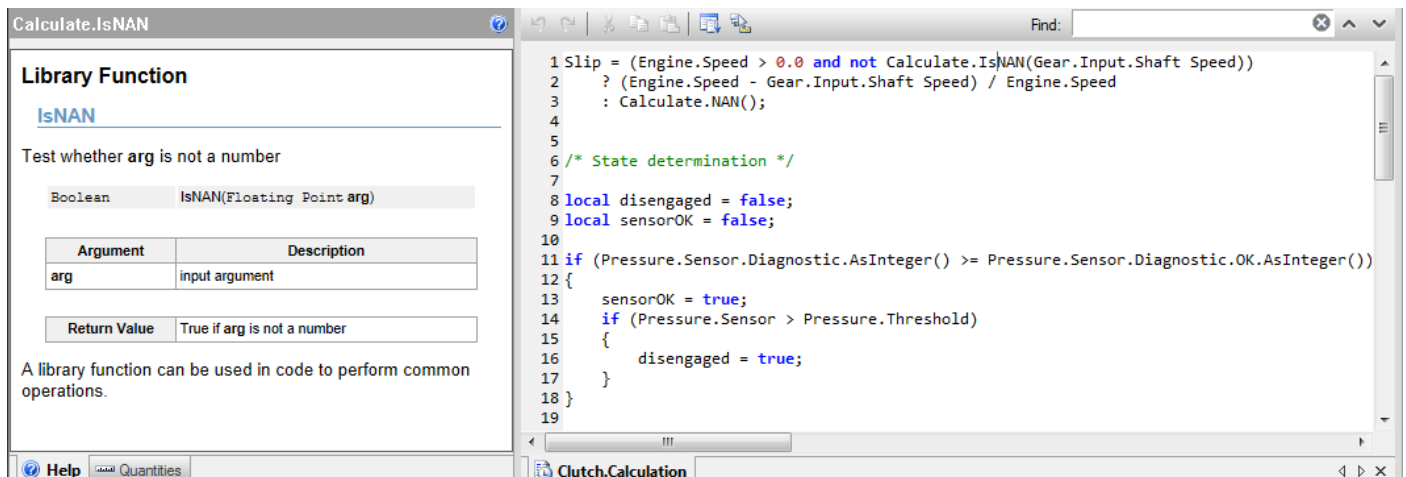 Calculate.IsNAN
Library Function
IsNAN
Test whether arg is not a number
Boolean IsNAN(Floating Point arg)
Argument Description
arg input argument
Return Value True if arg is not a number
A library function can be used in code to perform common
operations.
Help Quantities
Find:
1 Slip = (Engine.Speed > 0.0 and not Calculate.IsNAN(Gear.Input.Shaft Speed))
2 ? (Engine.Speed - Gear.Input.Shaft Speed) / Engine.Speed
3 : Calculate.NAN();
4
5
6 /* State determination */
7
8 local disengaged = false;
9 local sensorOK = false;
10
11 if (Pressure.Sensor.Diagnostic.AsInteger() >= Pressure.Sensor.Diagnostic.OK.AsInteger())
12 {
13 sensorOK = true;
14 if (Pressure.Sensor > Pressure.Threshold)
15 {
16 disengaged = true;
17 }
18 }
19
Clutch.Calculation